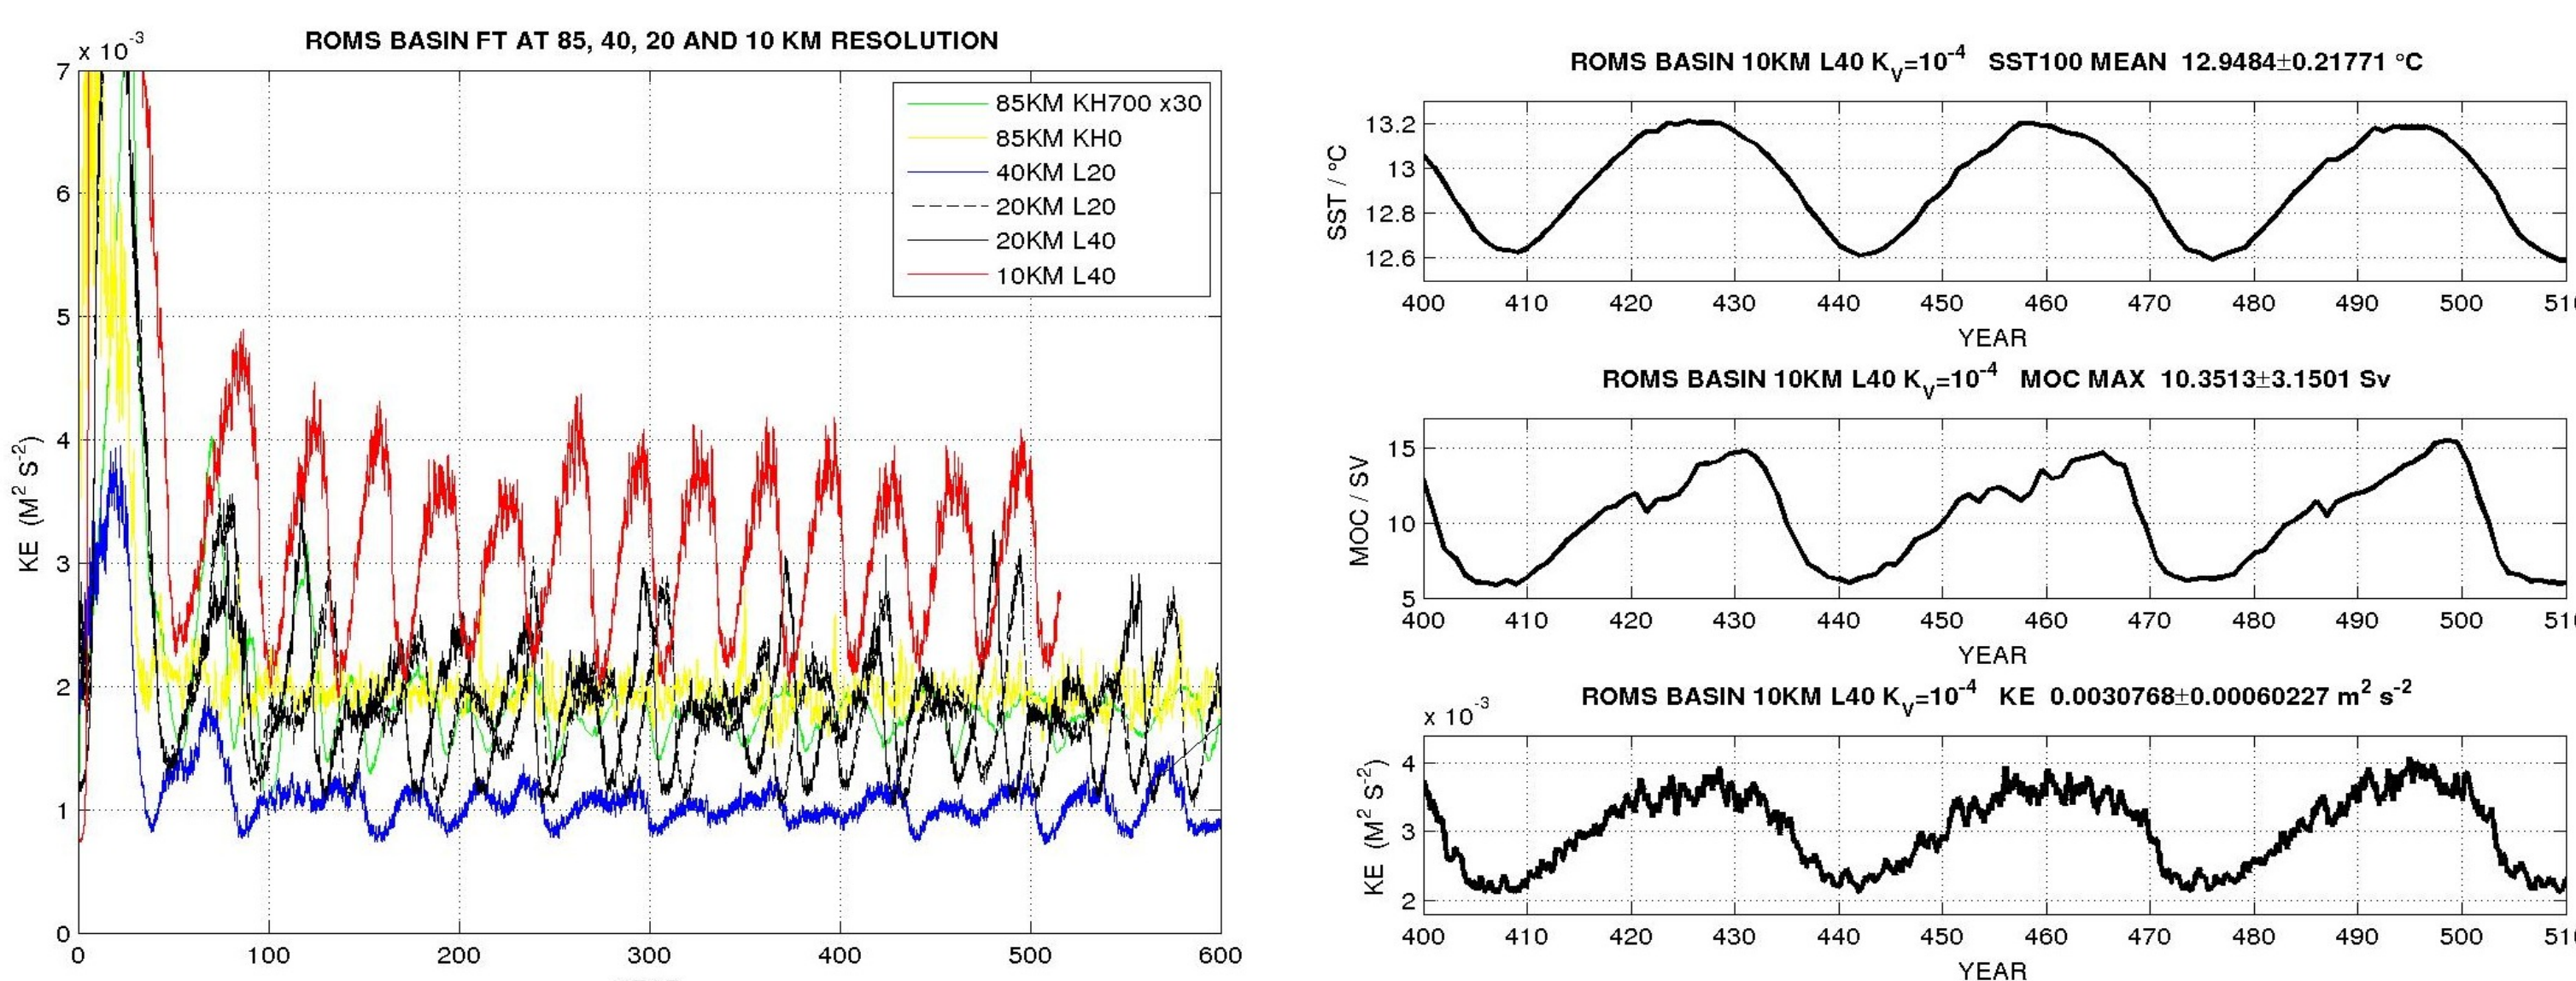 ROMS BASIN FT AT 85, 40, 20 AND 10 KM RESOLUTION
x 10^-3
7
6
5
4
3
2
1
0
KE (M^2 S^-2)
85KM KH700 x30
85KM KH0
40KM L20
20KM L20
20KM L40
10KM L40
0 100 200 300 400 500 600
ROMS BASIN 10KM L40 K_V=10^-4 SST100 MEAN 12.9484±0.21771 °C
13.2
13
12.8
12.6
SST / °C
400 410 420 430 440 450 460 470 480 490 500 51
YEAR
ROMS BASIN 10KM L40 K_V=10^-4 MOC MAX 10.3513±3.1501 Sv
15
10
5
MOC / SV
400 410 420 430 440 450 460 470 480 490 500 51
YEAR
ROMS BASIN 10KM L40 K_V=10^-4 KE 0.0030768±0.00060227 m^2 s^-2
x 10^-3
4
3
2
KE (M^2 S^-2)
400 410 420 430 440 450 460 470 480 490 500 51
YEAR